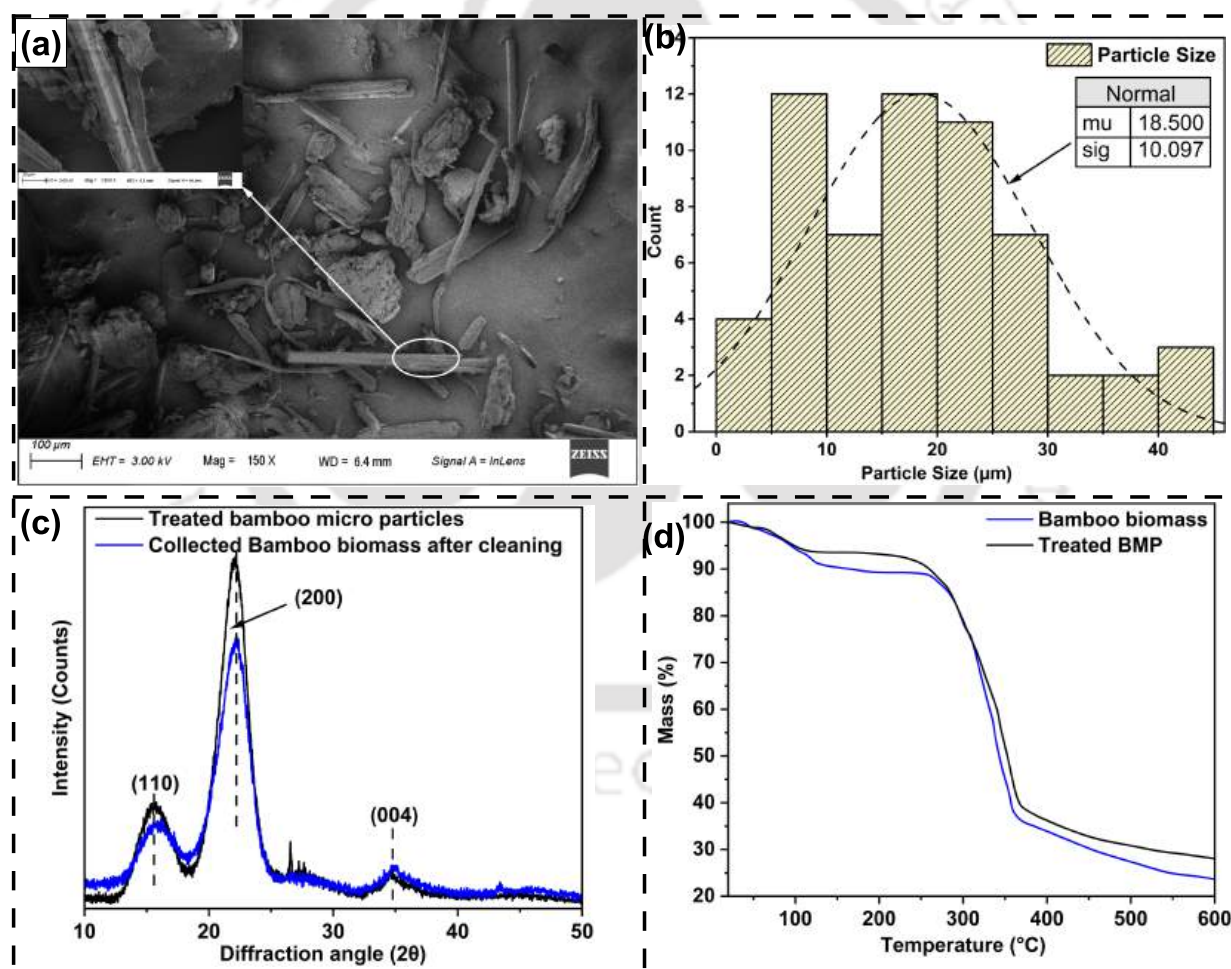 (a)
100 µm
EHT = 3.00 kV Mag = 150 X WD = 6.4 mm Signal A = InLens ZEISS
(b)
Particle Size
Normal
mu 18.500
sig 10.097
Count
14
12
10
8
6
4
2
0
0 10 20 30 40
Particle Size (µm)
(c)
Treated bamboo micro particles
Collected Bamboo biomass after cleaning
(200)
(110)
(004)
Intensity (Counts)
10 20 30 40 50
Diffraction angle (2θ)
(d)
Bamboo biomass
Treated BMP
Mass (%)
100
90
80
70
60
50
40
30
20
100 200 300 400 500 600
Temperature (°C)